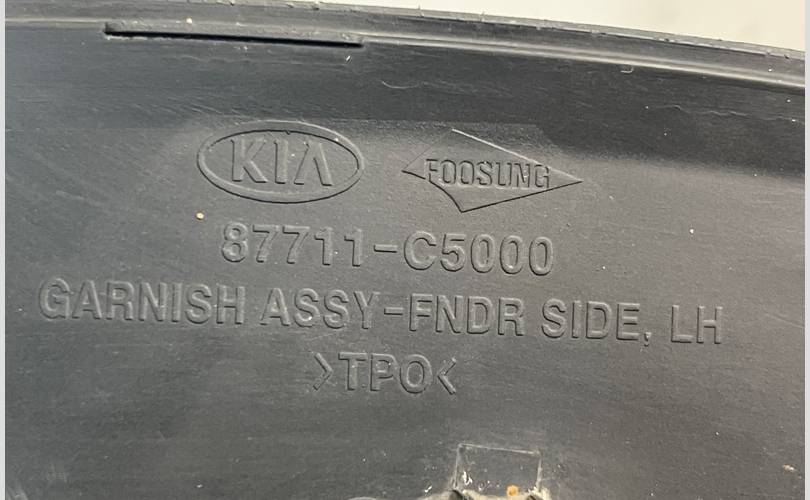 KIA FOOSUNG
87711-C5000
GARNISH ASSY-FNDR SIDE, LH
>TPO<